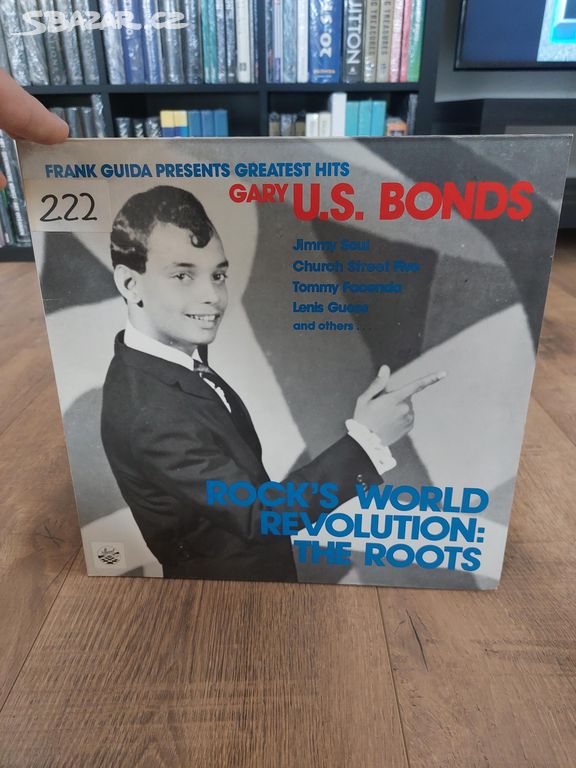 SBAZAR.CZ
FRANK GUIDA PRESENTS GREATEST HITS
GARY U.S. BONDS
222
Jimmy Soul
Church Street Five
Tommy Facenda
Lenis Guess
and others . . .
ROCK'S WORLD
REVOLUTION:
THE ROOTS